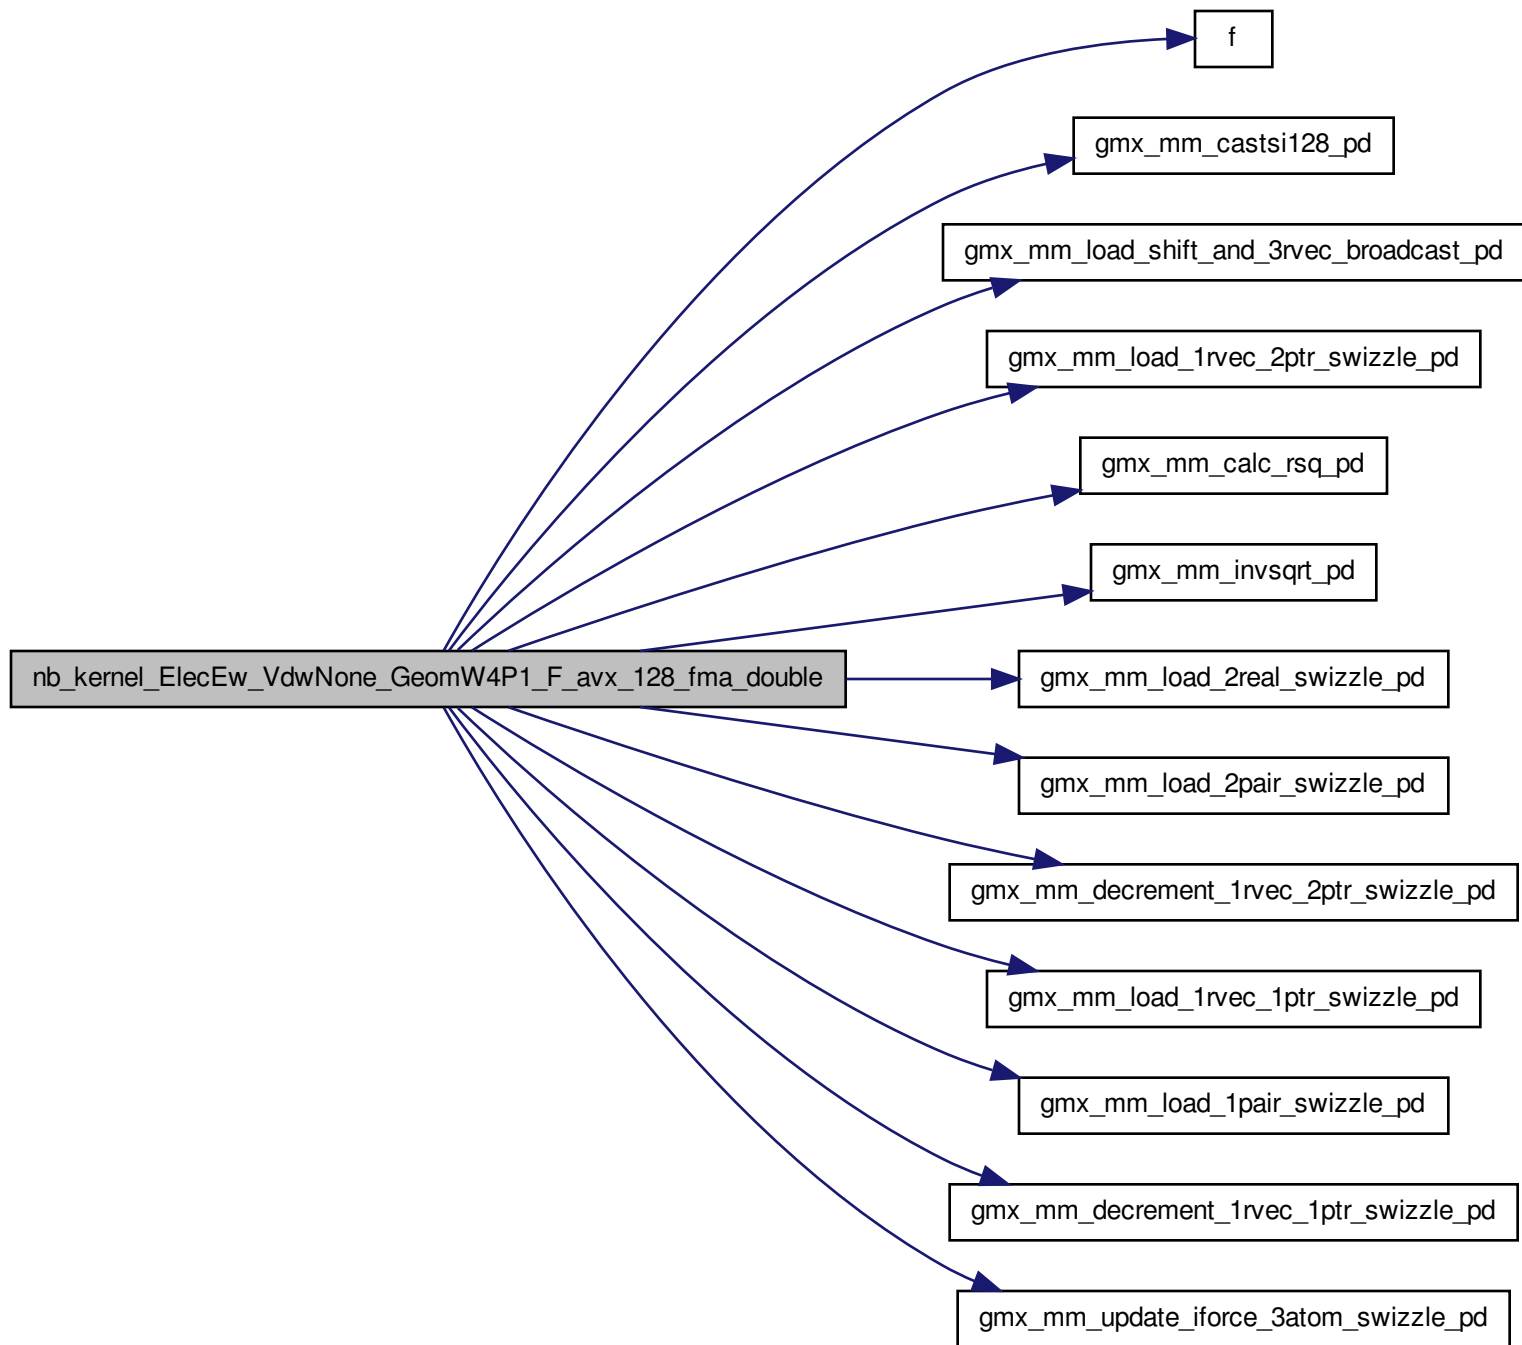 f
gmx_mm_castsi128_pd
gmx_mm_load_shift_and_3rvec_broadcast_pd
gmx_mm_load_1rvec_2ptr_swizzle_pd
gmx_mm_calc_rsq_pd
gmx_mm_invsqrt_pd
nb_kernel_ElecEw_VdwNone_GeomW4P1_F_avx_128_fma_double
gmx_mm_load_2real_swizzle_pd
gmx_mm_load_2pair_swizzle_pd
gmx_mm_decrement_1rvec_2ptr_swizzle_pd
gmx_mm_load_1rvec_1ptr_swizzle_pd
gmx_mm_load_1pair_swizzle_pd
gmx_mm_decrement_1rvec_1ptr_swizzle_pd
gmx_mm_update_iforce_3atom_swizzle_pd